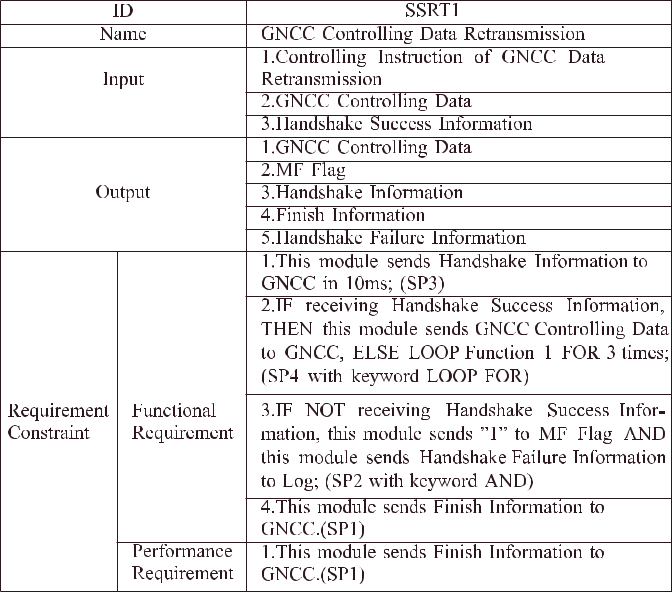 ID SSRT1
Name GNCC Controlling Data Retransmission
Input
1.Controlling Instruction of GNCC Data
Retransmission
2.GNCC Controlling Data
3.Handshake Success Information
Output
1.GNCC Controlling Data
2.MF Flag
3.Handshake Information
4.Finish Information
5.Handshake Failure Information
Requirement
Constraint
Functional
Requirement
1.This module sends Handshake Information to
GNCC in 10ms; (SP3)
2.IF receiving Handshake Success Information,
THEN this module sends GNCC Controlling Data
to GNCC, ELSE LOOP Function 1 FOR 3 times;
(SP4 with keyword LOOP FOR)
3.IF NOT receiving Handshake Success Infor-
mation, this module sends ”1” to MF Flag AND
this module sends Handshake Failure Information
to Log; (SP2 with keyword AND)
4.This module sends Finish Information to
GNCC.(SP1)
Performance
Requirement
1.This module sends Finish Information to
GNCC.(SP1)